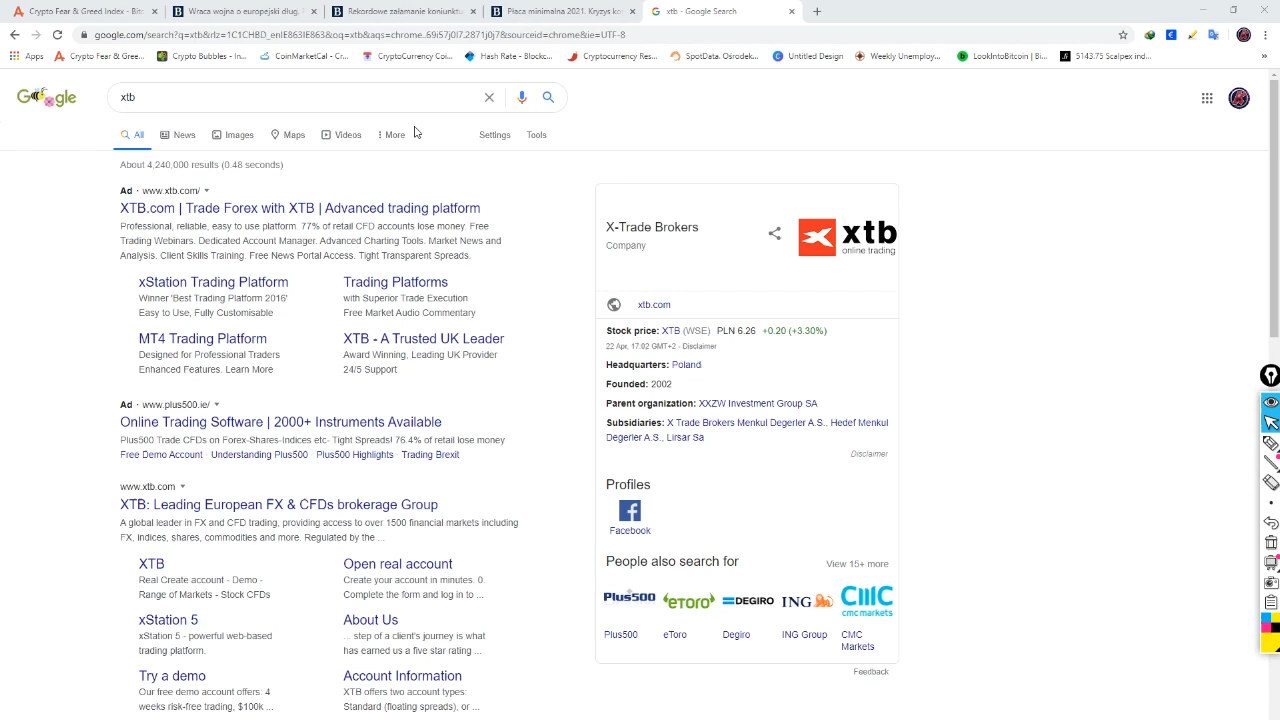 Crypto Fear & Greed Index - Bitc
Wraca wojna o europejski dług. F
Rekordowe załamanie koniunktu
Płaca minimalna 2021. Kryzys ko
xtb - Google Search
google.com/search?q=xtb&rlz=1C1CHBD_enIE863IE863&oq=xtb&aqs=chrome..69i57j0l7.2871j0j7&sourceid=chrome&ie=UTF-8
Apps
Crypto Fear & Gree...
Crypto Bubbles - In...
CoinMarketCal - Cr...
CryptoCurrency Coi...
Hash Rate - Blockc...
Cryptocurrency Res...
SpotData. Ośrodek...
Untitled Design
Weekly Unemploy...
LookIntoBitcoin | Bi...
5143.75 Scalpex ind...
Google
xtb
All
News
Images
Maps
Videos
More
Settings
Tools
About 4,240,000 results (0.48 seconds)
Ad · www.xtb.com/
XTB.com | Trade Forex with XTB | Advanced trading platform
Professional, reliable, easy to use platform. 77% of retail CFD accounts lose money. Free
Trading Webinars. Dedicated Account Manager. Advanced Charting Tools. Market News and
Analysis. Client Skills Training. Free News Portal Access. Tight Transparent Spreads.
xStation Trading Platform
Winner 'Best Trading Platform 2016'
Easy to Use, Fully Customisable
Trading Platforms
with Superior Trade Execution
Free Market Audio Commentary
MT4 Trading Platform
Designed for Professional Traders
Enhanced Features. Learn More
XTB - A Trusted UK Leader
Award Winning, Leading UK Provider
24/5 Support
Ad · www.plus500.ie/
Online Trading Software | 2000+ Instruments Available
Plus500 Trade CFDs on Forex-Shares-Indices etc- Tight Spreads! 76.4% of retail lose money
Free Demo Account · Understanding Plus500 · Plus500 Highlights · Trading Brexit
www.xtb.com
XTB: Leading European FX & CFDs brokerage Group
A global leader in FX and CFD trading, providing access to over 1500 financial markets including
FX, indices, shares, commodities and more. Regulated by the ...
XTB
Real Create account - Demo -
Range of Markets - Stock CFDs
Open real account
Create your account in minutes. 0.
Complete the form and log in to ...
xStation 5
xStation 5 - powerful web-based
trading platform.
About Us
... step of a client's journey is what
has earned us a five star rating ...
Try a demo
Our free demo account offers: 4
weeks risk-free trading, $100k ...
Account Information
XTB offers two account types:
Standard (floating spreads), or ...
X-Trade Brokers
Company
xtb
online trading
xtb.com
Stock price: XTB (WSE) PLN 6.26 +0.20 (+3.30%)
22 Apr, 17:02 GMT+2 - Disclaimer
Headquarters: Poland
Founded: 2002
Parent organization: XXZW Investment Group SA
Subsidiaries: X Trade Brokers Menkul Degerler A.S., Hedef Menkul
Degerler A.S., Lirsar Sa
Disclaimer
Profiles
Facebook
People also search for
View 15+ more
Plus500
eToro
DEGIRO
ING
cmc markets
Plus500
eToro
Degiro
ING Group
CMC
Markets
Feedback